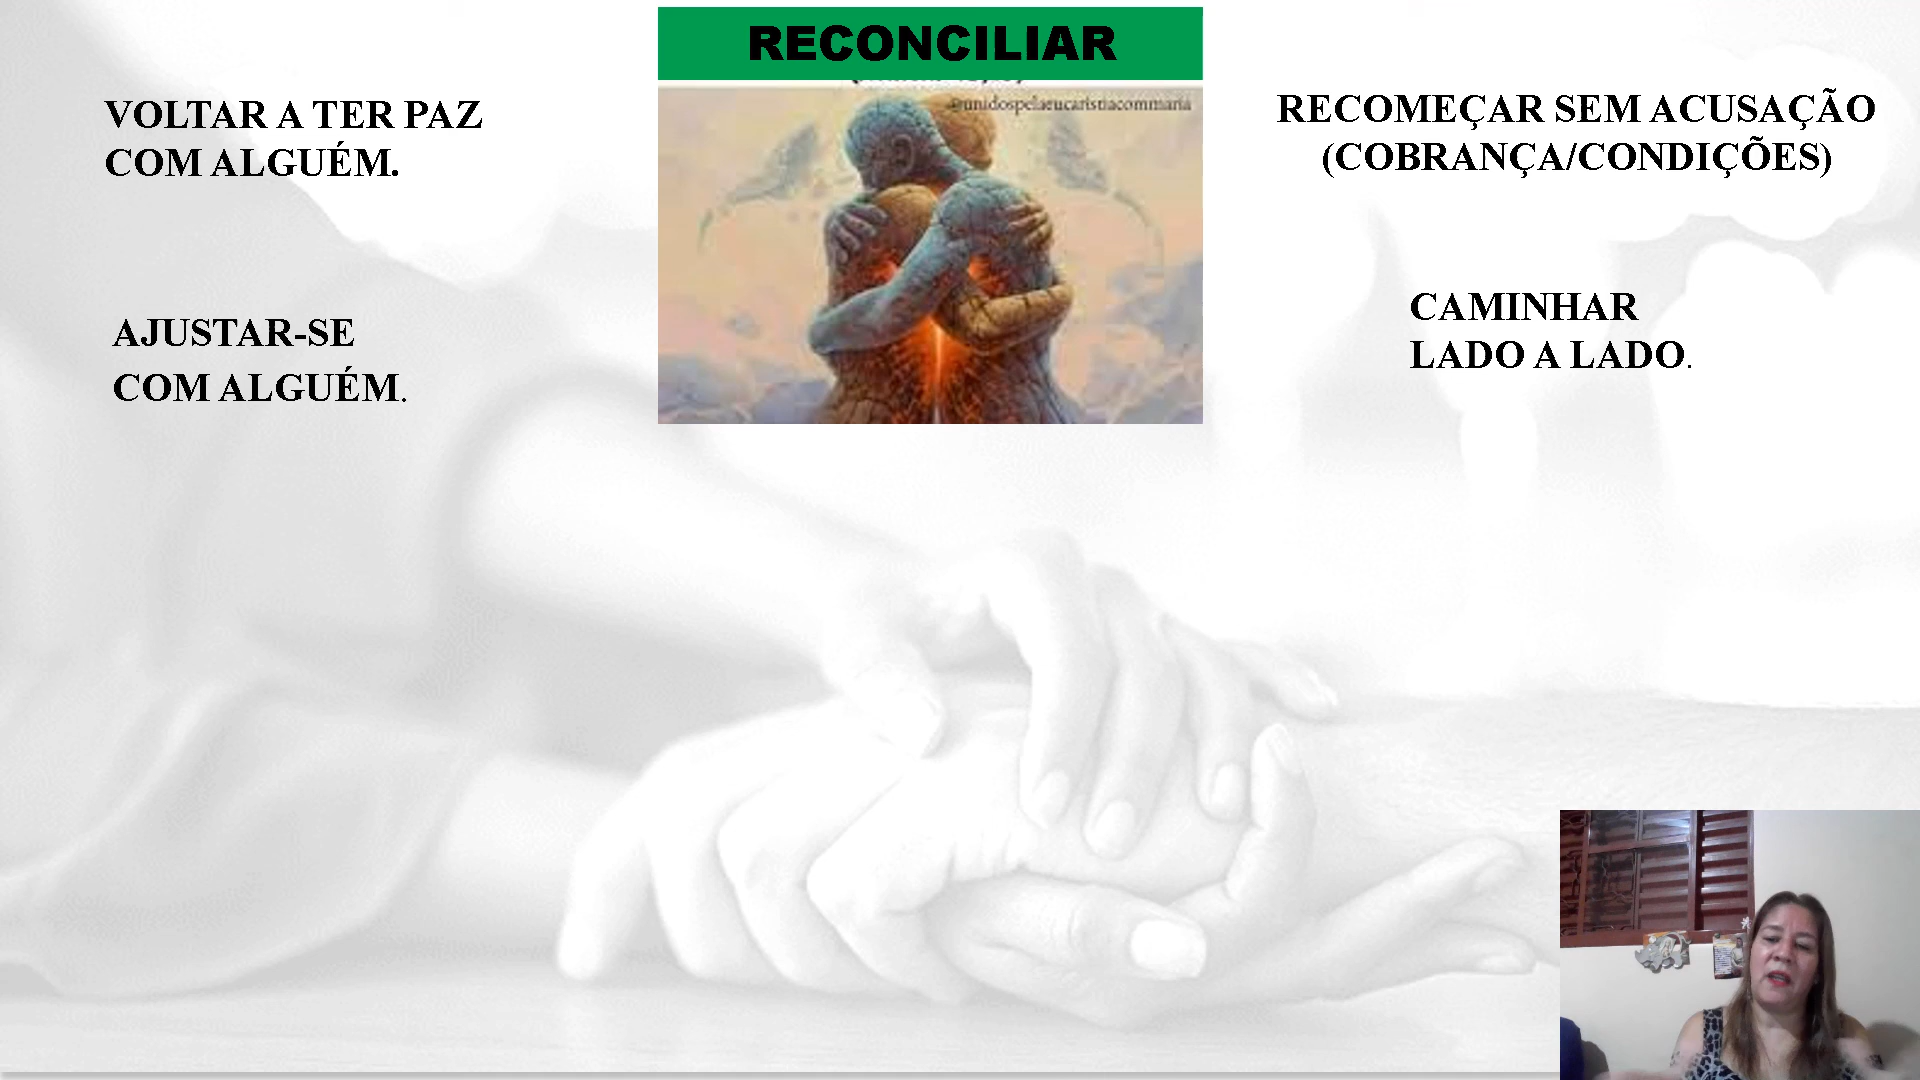 RECONCILIAR
@unidospelaeucaristiacommaria
VOLTAR A TER PAZ
COM ALGUÉM.
AJUSTAR-SE
COM ALGUÉM.
RECOMEÇAR SEM ACUSAÇÃO
(COBRANÇA/CONDIÇÕES)
CAMINHAR
LADO A LADO.